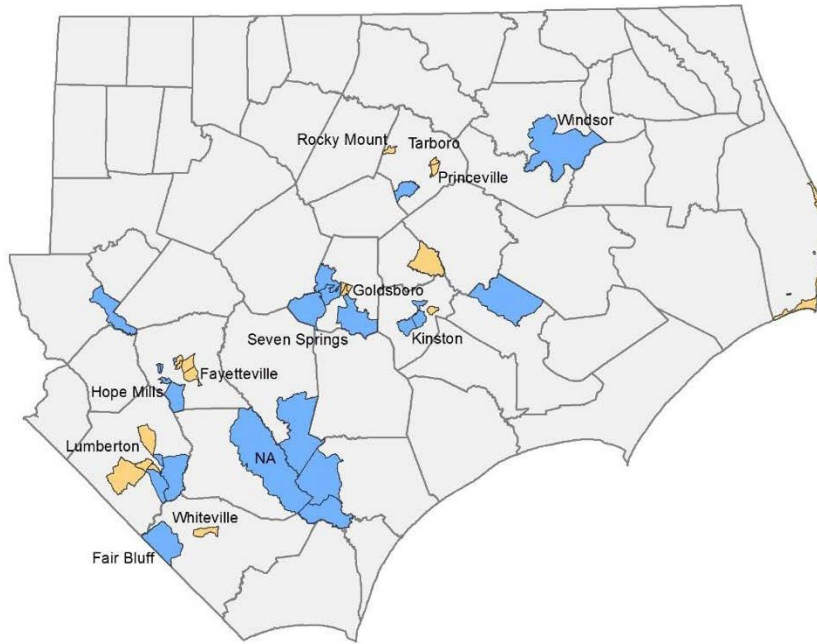 Windsor
Rocky Mount
Tarboro
Princeville
Goldsboro
Seven Springs
Kinston
Fayetteville
Hope Mills
Lumberton
NA
Whiteville
Fair Bluff